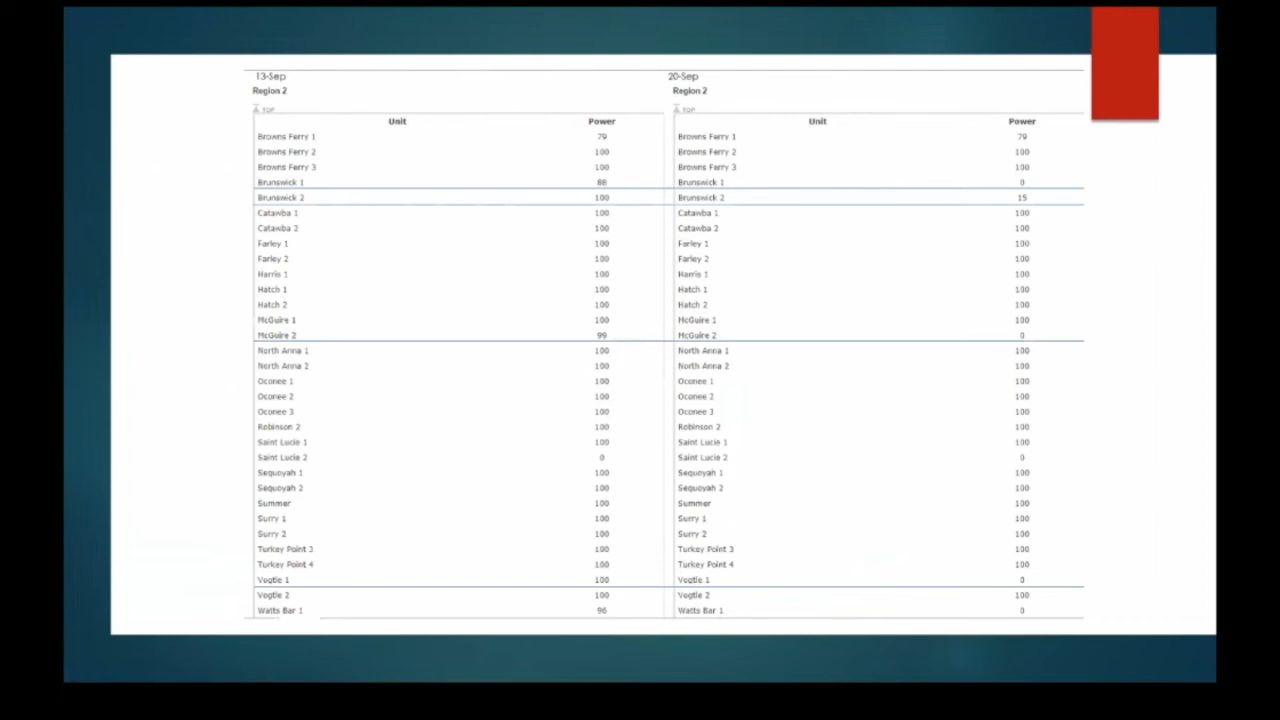 13-Sep 20-Sep
Region 2 Region 2
TOP TOP
Unit Power Unit Power
Browns Ferry 1 79 Browns Ferry 1 79
Browns Ferry 2 100 Browns Ferry 2 100
Browns Ferry 3 100 Browns Ferry 3 100
Brunswick 1 88 Brunswick 1 0
Brunswick 2 100 Brunswick 2 15
Catawba 1 100 Catawba 1 100
Catawba 2 100 Catawba 2 100
Farley 1 100 Farley 1 100
Farley 2 100 Farley 2 100
Harris 1 100 Harris 1 100
Hatch 1 100 Hatch 1 100
Hatch 2 100 Hatch 2 100
McGuire 1 100 McGuire 1 100
McGuire 2 99 McGuire 2 0
North Anna 1 100 North Anna 1 100
North Anna 2 100 North Anna 2 100
Oconee 1 100 Oconee 1 100
Oconee 2 100 Oconee 2 100
Oconee 3 100 Oconee 3 100
Robinson 2 100 Robinson 2 100
Saint Lucie 1 100 Saint Lucie 1 100
Saint Lucie 2 0 Saint Lucie 2 0
Sequoyah 1 100 Sequoyah 1 100
Sequoyah 2 100 Sequoyah 2 100
Summer 100 Summer 100
Surry 1 100 Surry 1 100
Surry 2 100 Surry 2 100
Turkey Point 3 100 Turkey Point 3 100
Turkey Point 4 100 Turkey Point 4 100
Vogtle 1 100 Vogtle 1 0
Vogtle 2 100 Vogtle 2 100
Watts Bar 1 96 Watts Bar 1 0